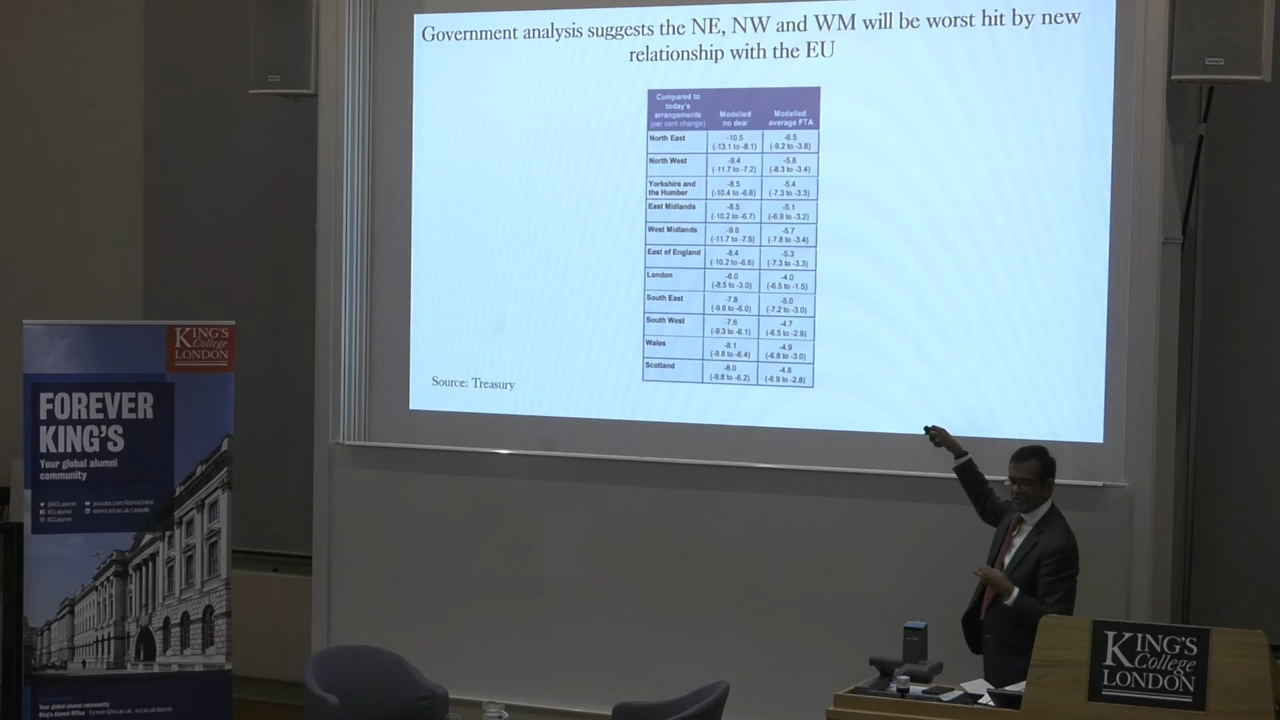 Government analysis suggests the NE, NW and WM will be worst hit by new
relationship with the EU
Compared to
today's
arrangements
(per cent change)
Modelled
no deal
Modelled
average FTA
North East
-10.5
(-13.1 to -8.1)
-6.5
(-9.2 to -3.8)
North West
-9.4
(-11.7 to -7.2)
-5.8
(-8.3 to -3.4)
Yorkshire and
the Humber
-8.5
(-10.4 to -6.6)
-5.4
(-7.3 to -3.3)
East Midlands
-8.5
(-10.2 to -6.7)
-5.1
(-6.9 to -3.2)
West Midlands
-9.6
(-11.7 to -7.5)
-5.7
(-7.8 to -3.4)
East of England
-8.4
(-10.2 to -6.6)
-5.3
(-7.3 to -3.3)
London
-6.0
(-8.5 to -3.0)
-4.0
(-6.5 to -1.5)
South East
-7.8
(-9.6 to -6.0)
-5.0
(-7.2 to -3.0)
South West
-7.6
(-9.3 to -6.1)
-4.7
(-6.5 to -2.9)
Wales
-8.1
(-9.8 to -6.4)
-4.9
(-6.8 to -3.0)
Scotland
-8.0
(-9.8 to -6.2)
-4.8
(-6.9 to -2.8)
Source: Treasury
KING'S
College
LONDON
FOREVER
KING'S
Your global alumni
community
@KCLalumni
KCLalumni
KCLalumni
Your global alumni community
King's Alumni Office
KING'S
College
LONDON